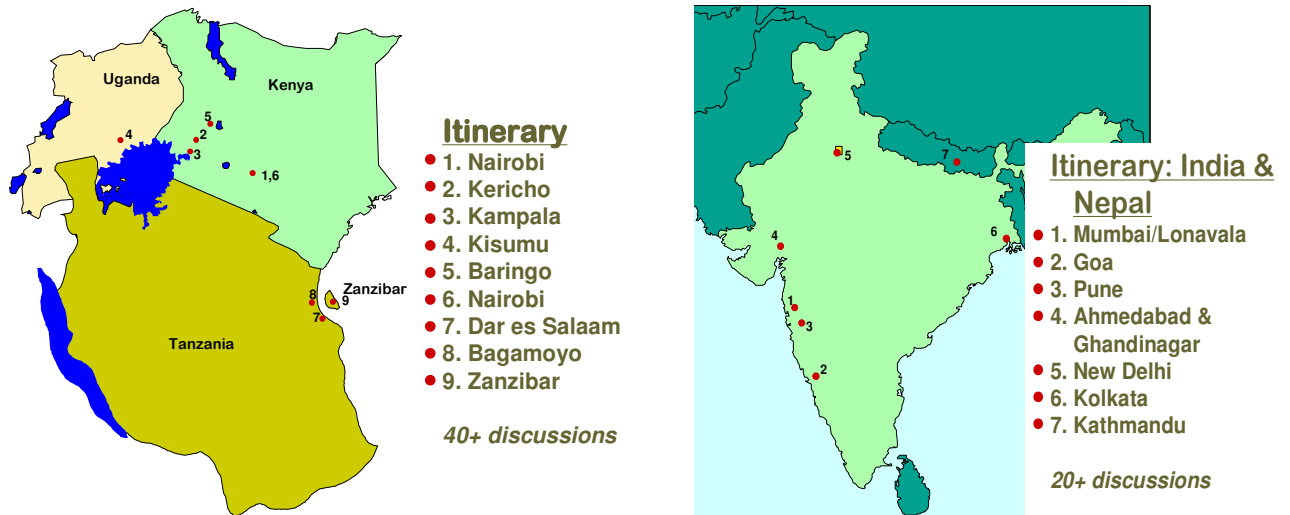 Uganda
Kenya
5
4
2
3
1,6
Zanzibar
8
9
7
Tanzania
Itinerary
1. Nairobi
2. Kericho
3. Kampala
4. Kisumu
5. Baringo
6. Nairobi
7. Dar es Salaam
8. Bagamoyo
9. Zanzibar
40+ discussions
5
7
4
6
1
3
2
Itinerary: India &
Nepal
1. Mumbai/Lonavala
2. Goa
3. Pune
4. Ahmedabad &
Ghandinagar
5. New Delhi
6. Kolkata
7. Kathmandu
20+ discussions